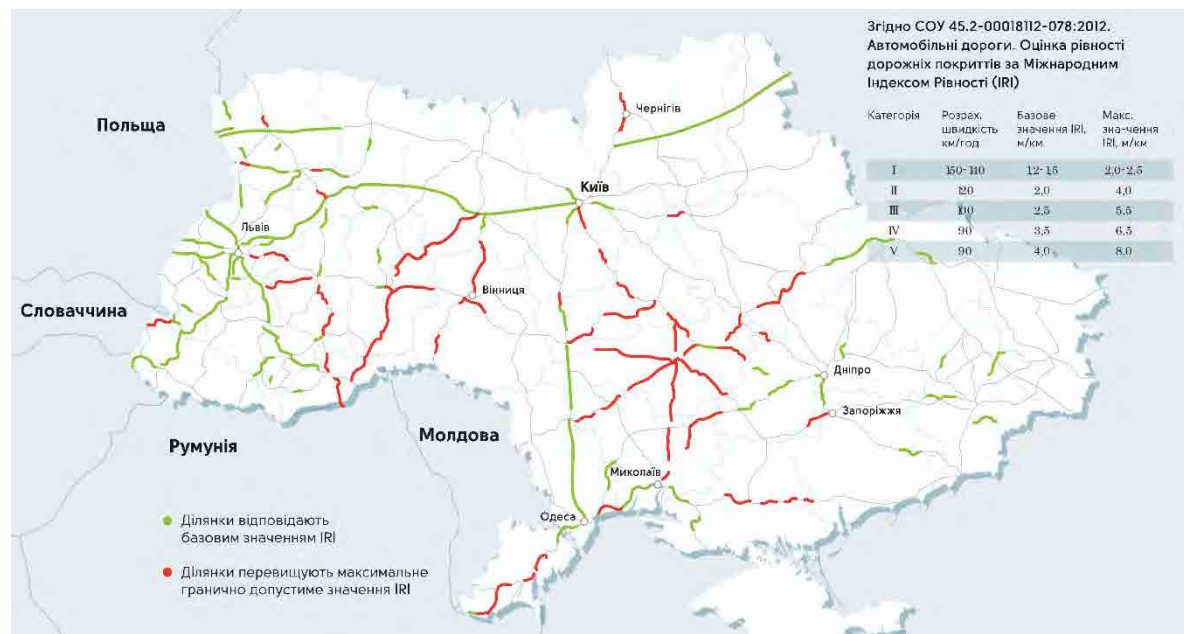 Згідно СОУ 45.2-00018112-078:2012.
Автомобільні дороги. Оцінка рівності
дорожніх покриттів за Міжнародним
Індексом Рівності (IRI)
Категорія Розрах. швидкість км/год Базове значення IRI, м/км Макс. зна-чення IRI, м/км
I 150-110 1,2-1,5 2,0-2,5
II 120 2,0 4,0
III 100 2,5 5,5
IV 90 3,5 6,5
V 90 4,0 8,0
Польща
Чернігів
Київ
Львів
Словаччина
Вінниця
Дніпро
Запоріжжя
Румунія
Молдова
Миколаїв
Одеса
Ділянки відповідають
базовим значенням IRI
Ділянки перевищують максимальне
гранично допустиме значення IRI